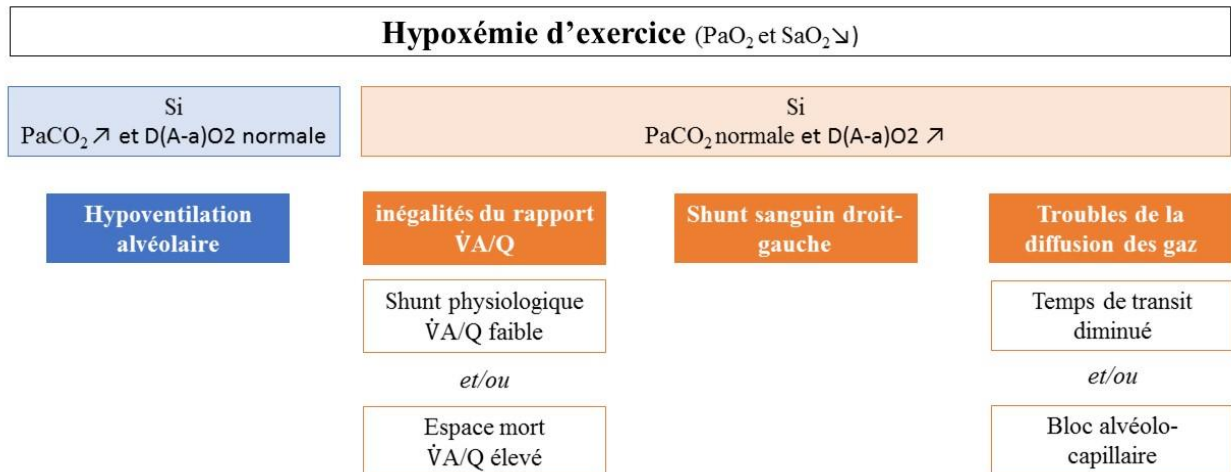 Hypoxémie d’exercice (PaO₂ et SaO₂↘)
Si
PaCO₂ ↗ et D(A-a)O2 normale
Si
PaCO₂ normale et D(A-a)O2 ↗
Hypoventilation
alvéolaire
inégalités du rapport
V̇A/Q
Shunt physiologique
V̇A/Q faible
et/ou
Espace mort
V̇A/Q élevé
Shunt sanguin droit-
gauche
Troubles de la
diffusion des gaz
Temps de transit
diminué
et/ou
Bloc alvéolo-
capillaire